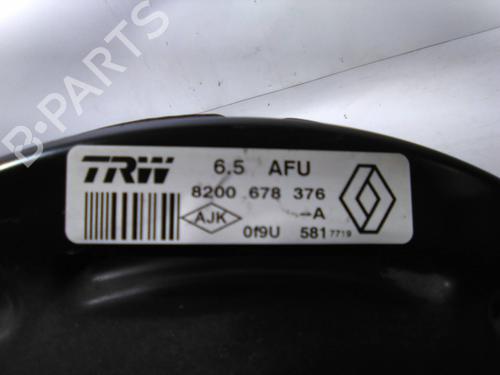 B-PARTS
TRW
6.5 AFU
8200 678 376
--A
AJK
0f9U 581 7719